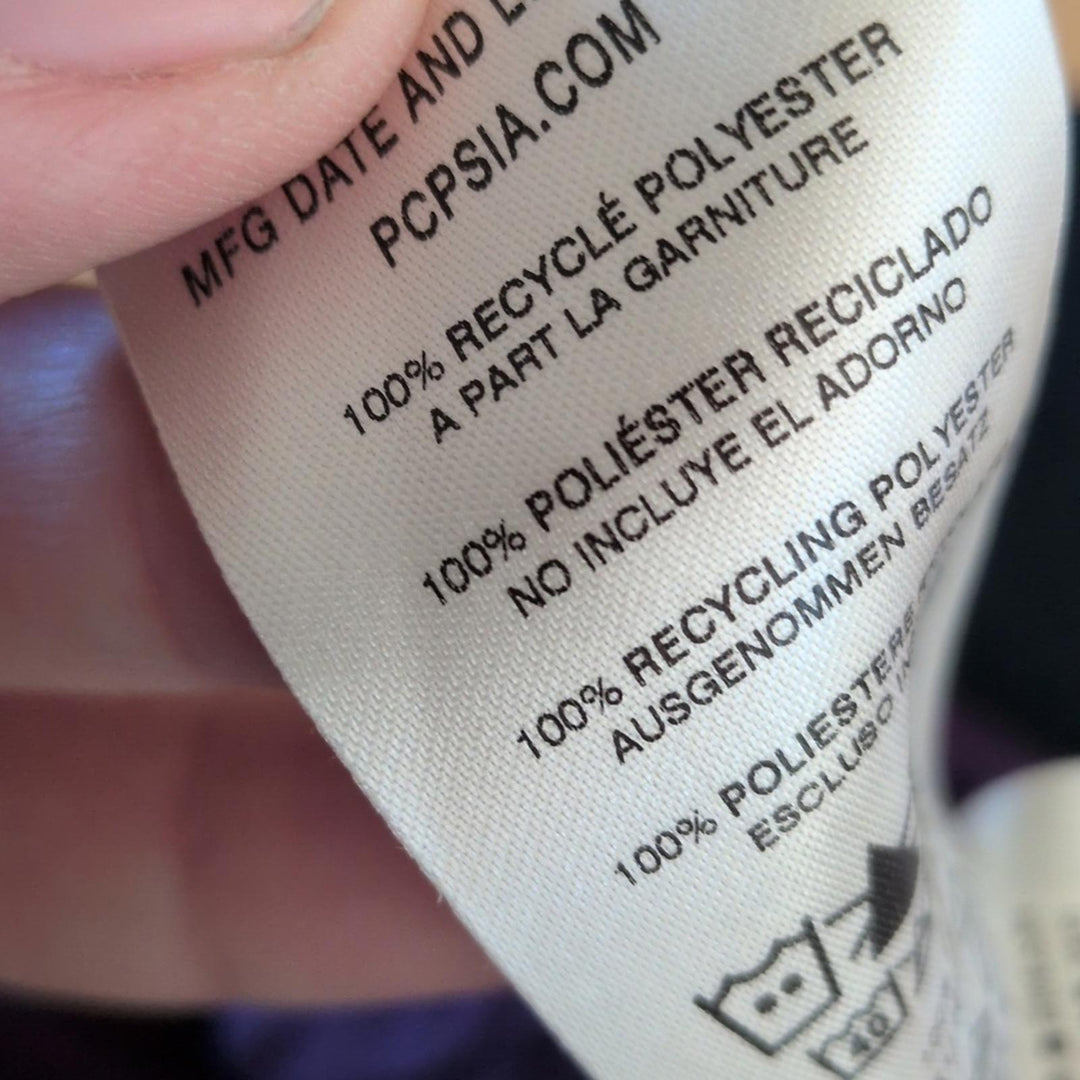 MFG DATE AND
PCPSIA.COM
100% RECYCLÉ POLYESTER
A PART LA GARNITURE
100% POLIÉSTER RECICLADO
NO INCLUYE EL ADORNO
100% RECYCLING POLYESTER
AUSGENOMMEN BESATZ
100% POLIESTERE
ESCLUSO
40